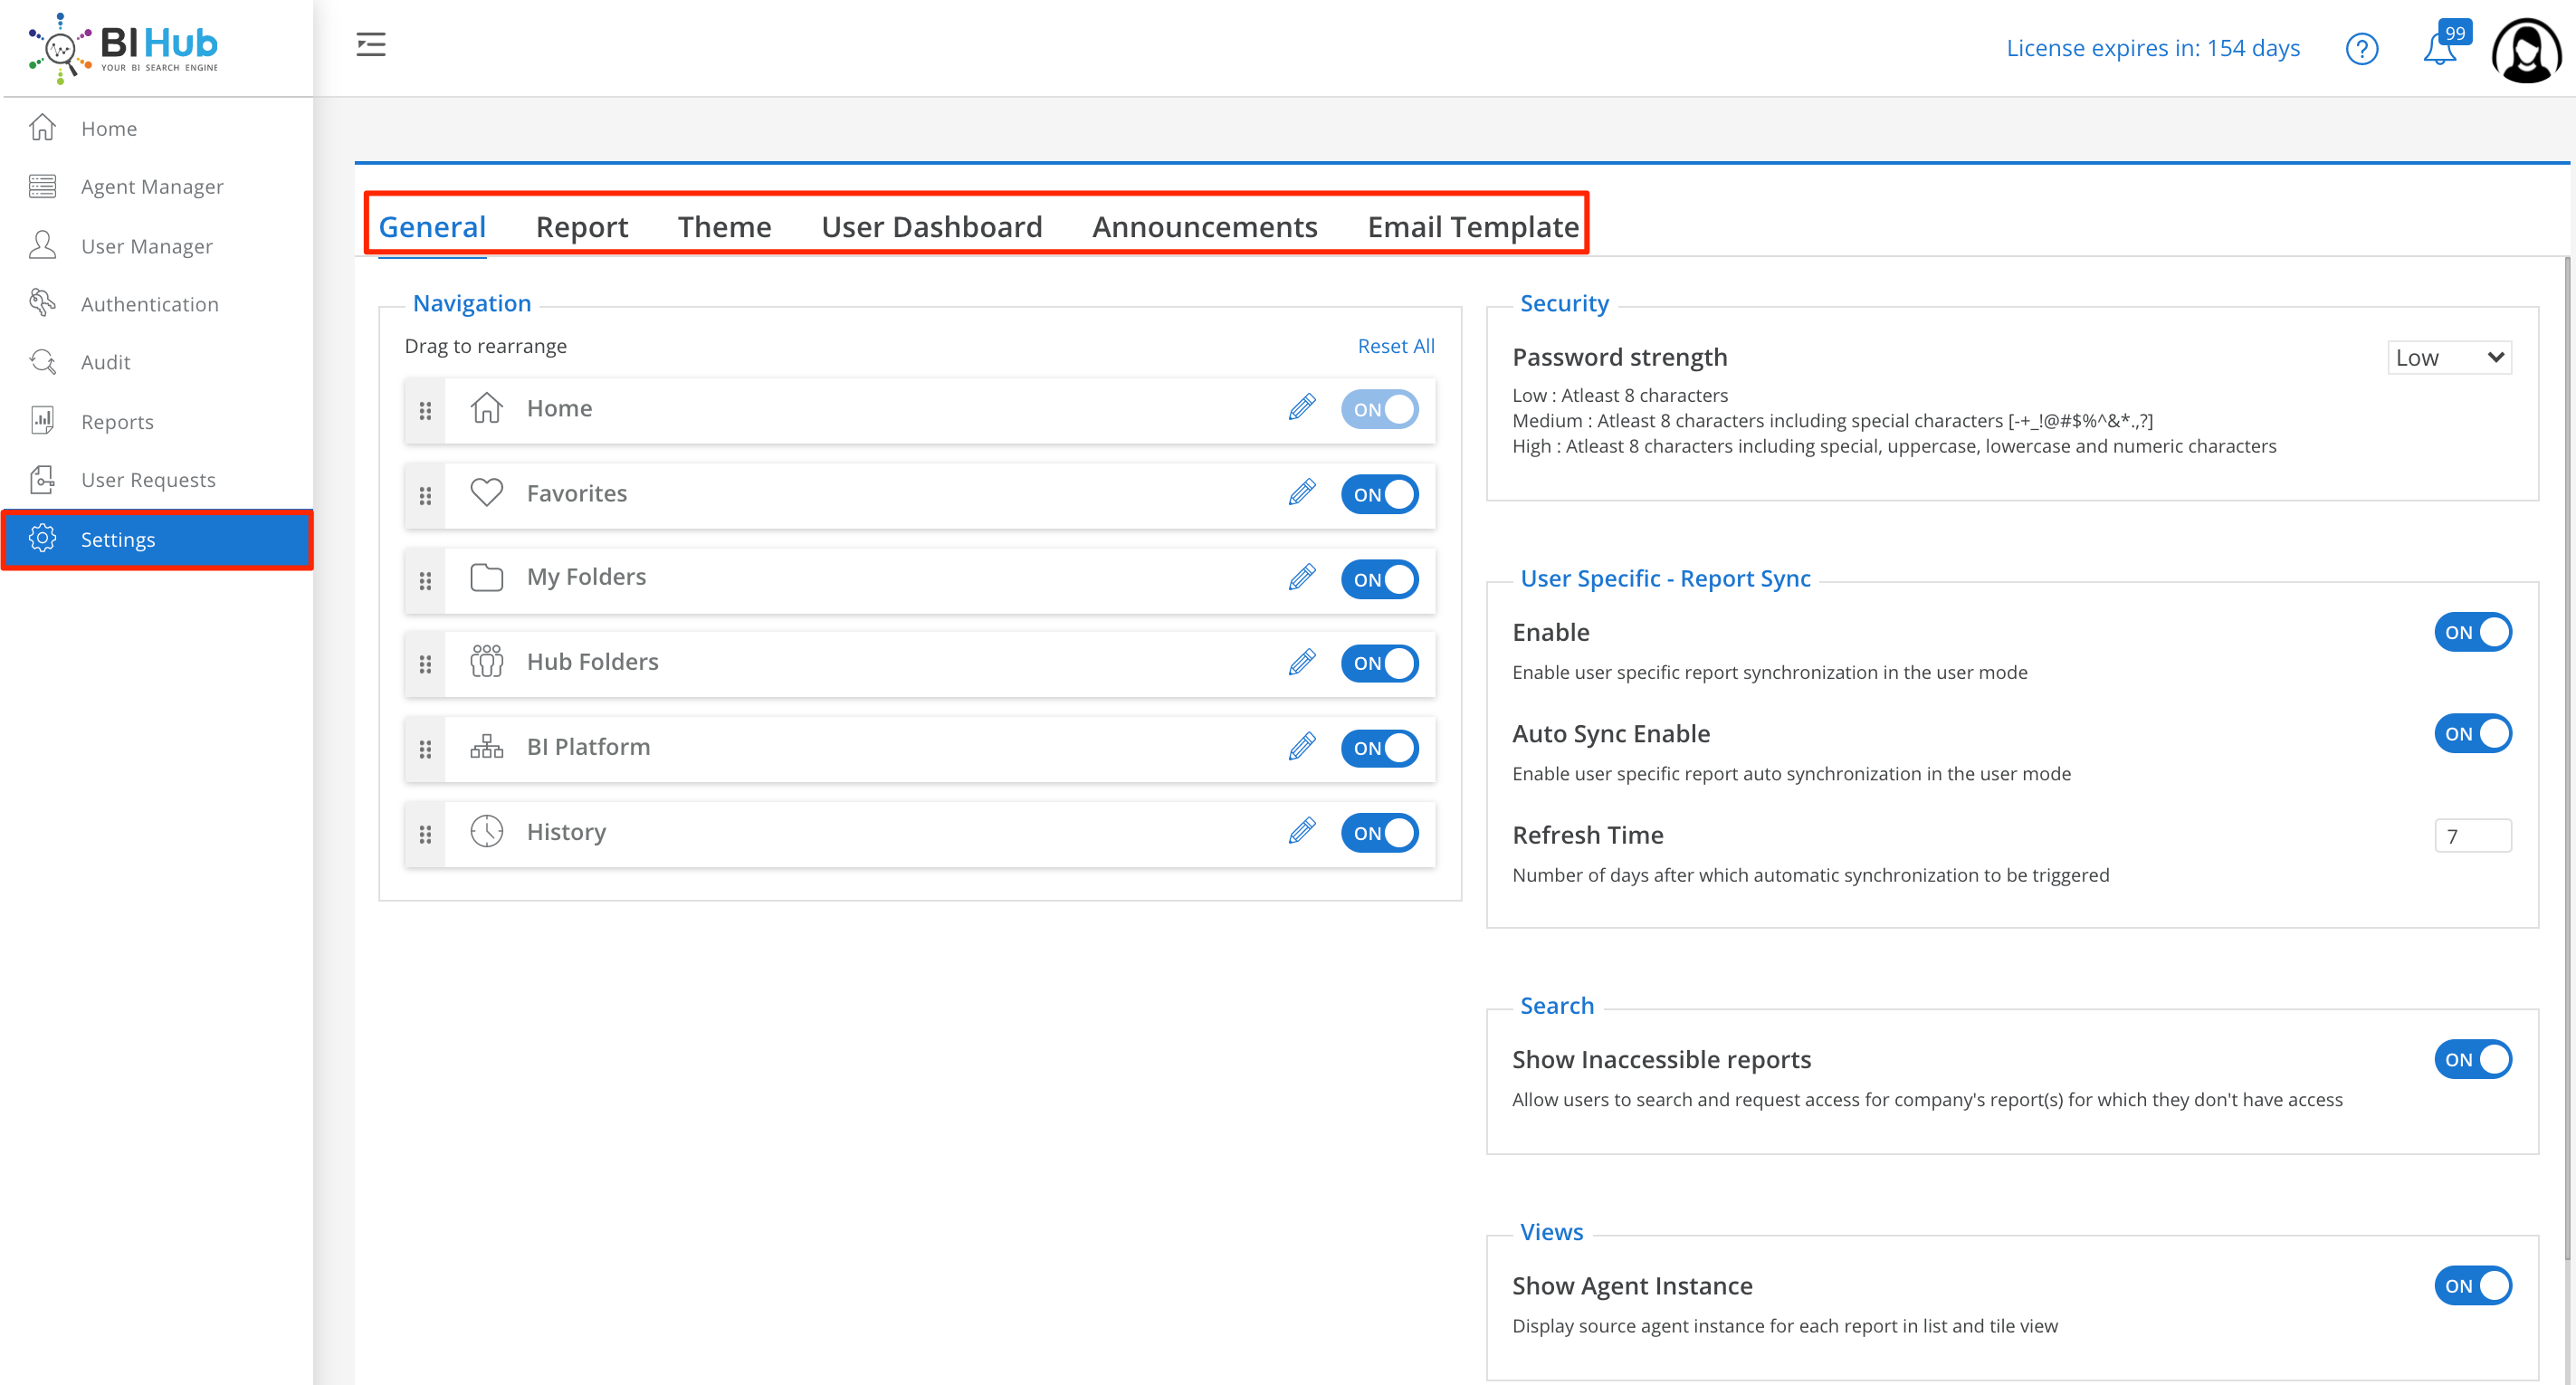 BI Hub
YOUR BI SEARCH ENGINE
License expires in: 154 days
?
99
Home
Agent Manager
User Manager
Authentication
Audit
Reports
User Requests
Settings
General Report Theme User Dashboard Announcements Email Template
Navigation
Drag to rearrange Reset All
Home ON
Favorites ON
My Folders ON
Hub Folders ON
BI Platform ON
History ON
Security
Password strength Low
Low : Atleast 8 characters
Medium : Atleast 8 characters including special characters [-+_!@#$%^&*.,?]
High : Atleast 8 characters including special, uppercase, lowercase and numeric characters
User Specific - Report Sync
Enable ON
Enable user specific report synchronization in the user mode
Auto Sync Enable ON
Enable user specific report auto synchronization in the user mode
Refresh Time 7
Number of days after which automatic synchronization to be triggered
Search
Show Inaccessible reports ON
Allow users to search and request access for company's report(s) for which they don't have access
Views
Show Agent Instance ON
Display source agent instance for each report in list and tile view